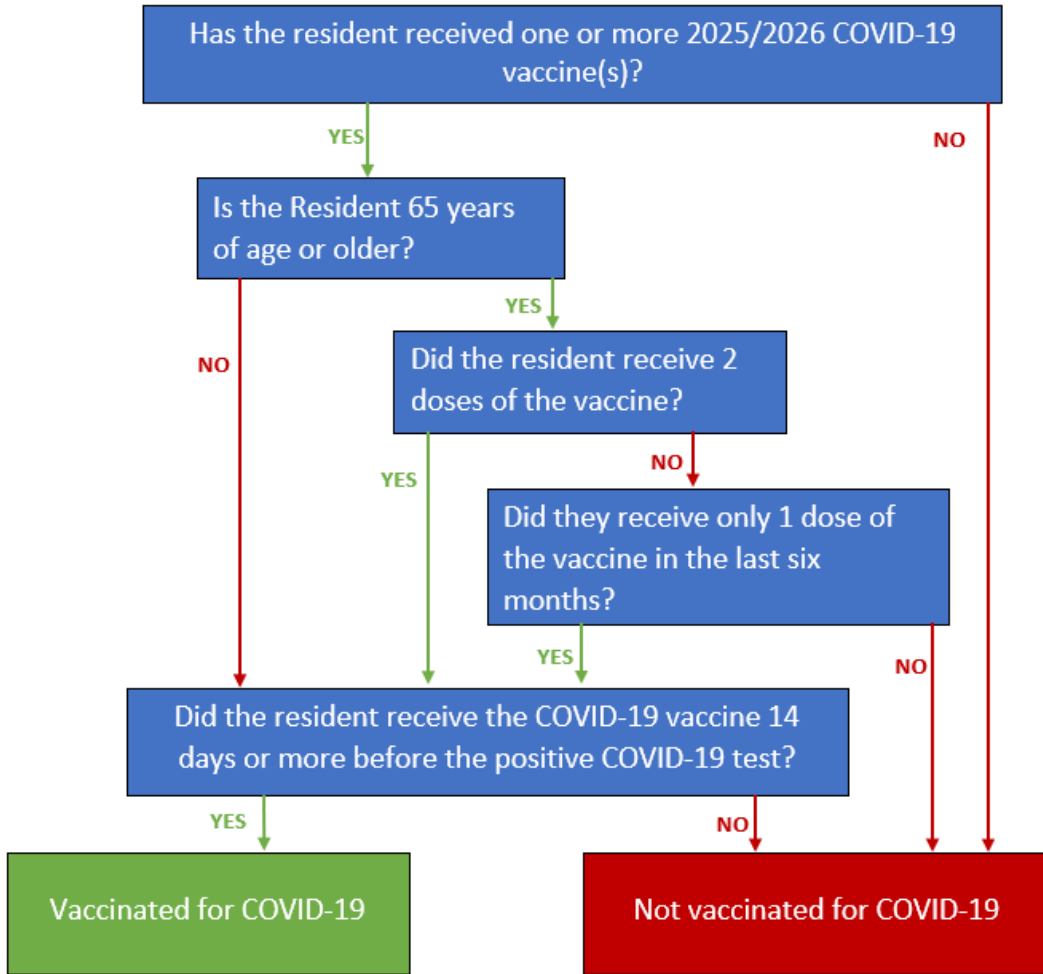 Has the resident received one or more 2025/2026 COVID-19
vaccine(s)?
YES
NO
Is the Resident 65 years
of age or older?
YES
NO
Did the resident receive 2
doses of the vaccine?
YES
NO
Did they receive only 1 dose of
the vaccine in the last six
months?
YES
NO
Did the resident receive the COVID-19 vaccine 14
days or more before the positive COVID-19 test?
YES
NO
Vaccinated for COVID-19
Not vaccinated for COVID-19